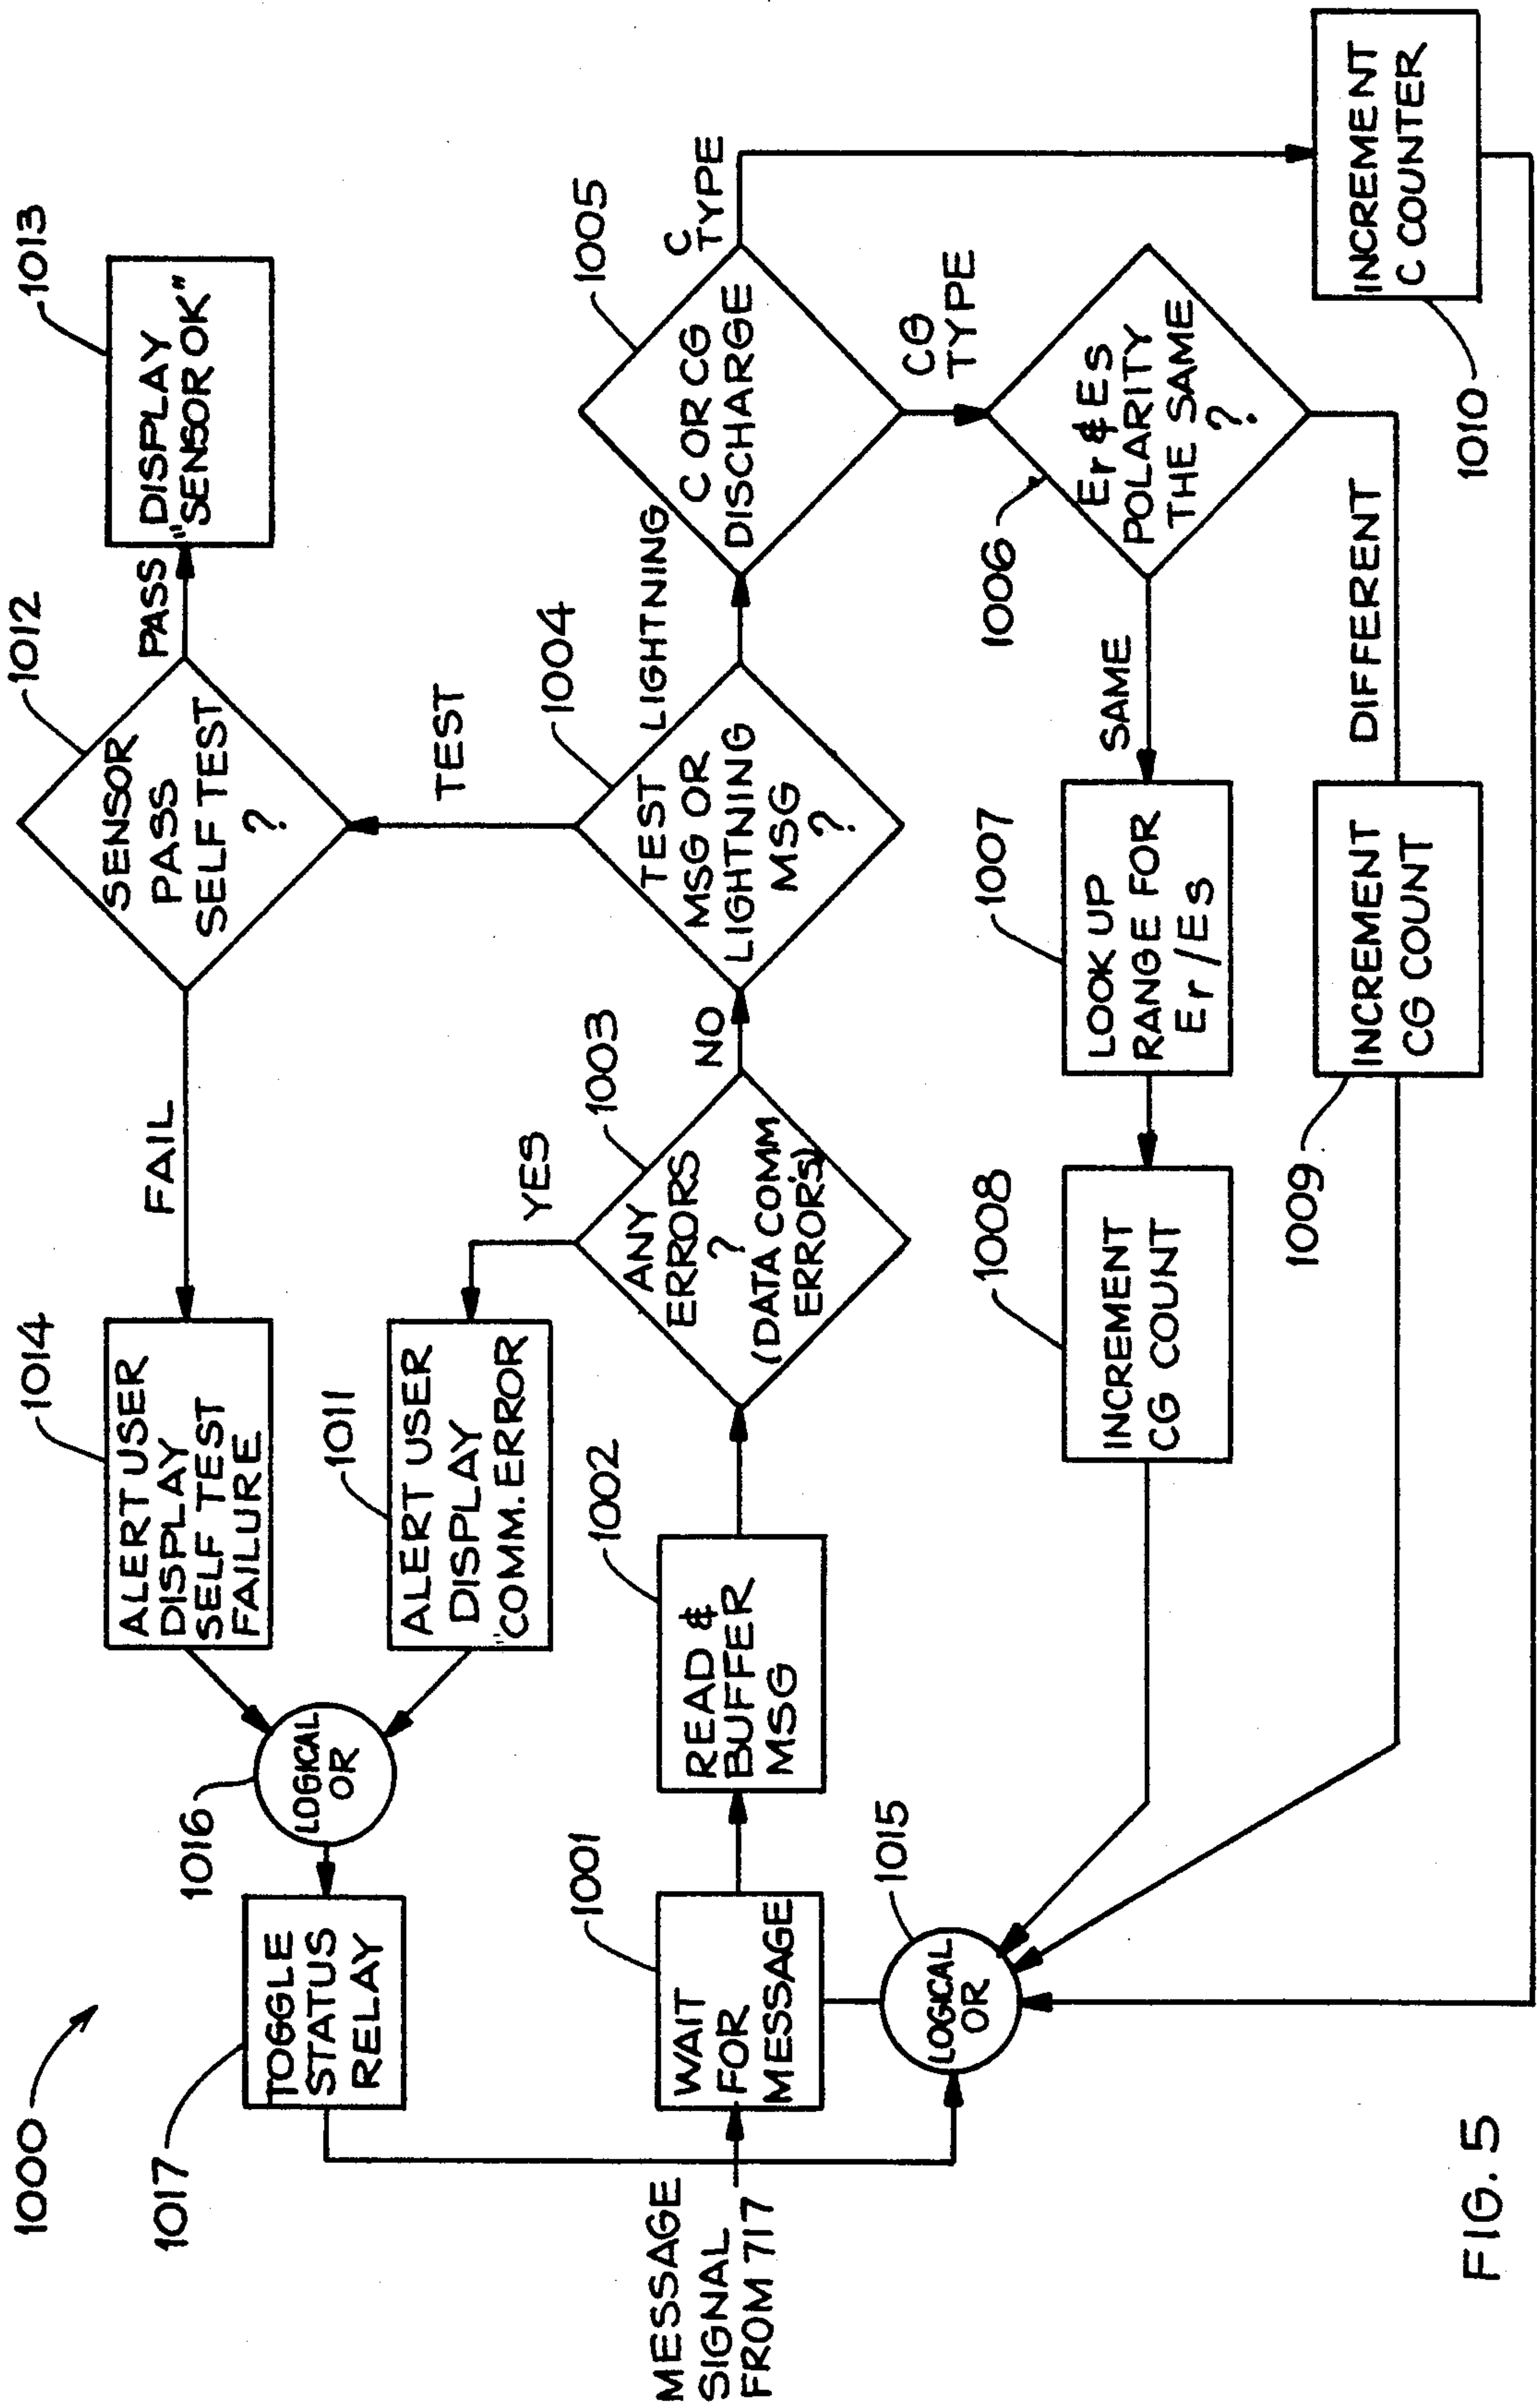 1000
1017
TOGGLE
STATUS
RELAY
1016
LOGICAL
OR
1014
ALERT USER
DISPLAY
SELF TEST
FAILURE
1011
ALERT USER
DISPLAY
"COMM. ERROR
FAIL
1012
SENSOR
PASS
SELF TEST
?
PASS
1013
DISPLAY
"SENSOR OK"
TEST
MESSAGE
SIGNAL
FROM 717
1001
WAIT
FOR
MESSAGE
1002
READ &
BUFFER
MSG
1003
ANY
ERRORS
?
(DATA COMM
ERROR'S)
YES
NO
1004
TEST
MSG OR
LIGHTNING
MSG
?
LIGHTNING
1005
C OR CG
DISCHARGE
C
TYPE
CG
TYPE
1006
Er & Es
POLARITY
THE SAME
?
SAME
DIFFERENT
1007
LOOK UP
RANGE FOR
Er/Es
1008
INCREMENT
CG COUNT
1009
INCREMENT
CG COUNT
1010
INCREMENT
C COUNTER
1015
LOGICAL
OR
FIG. 5